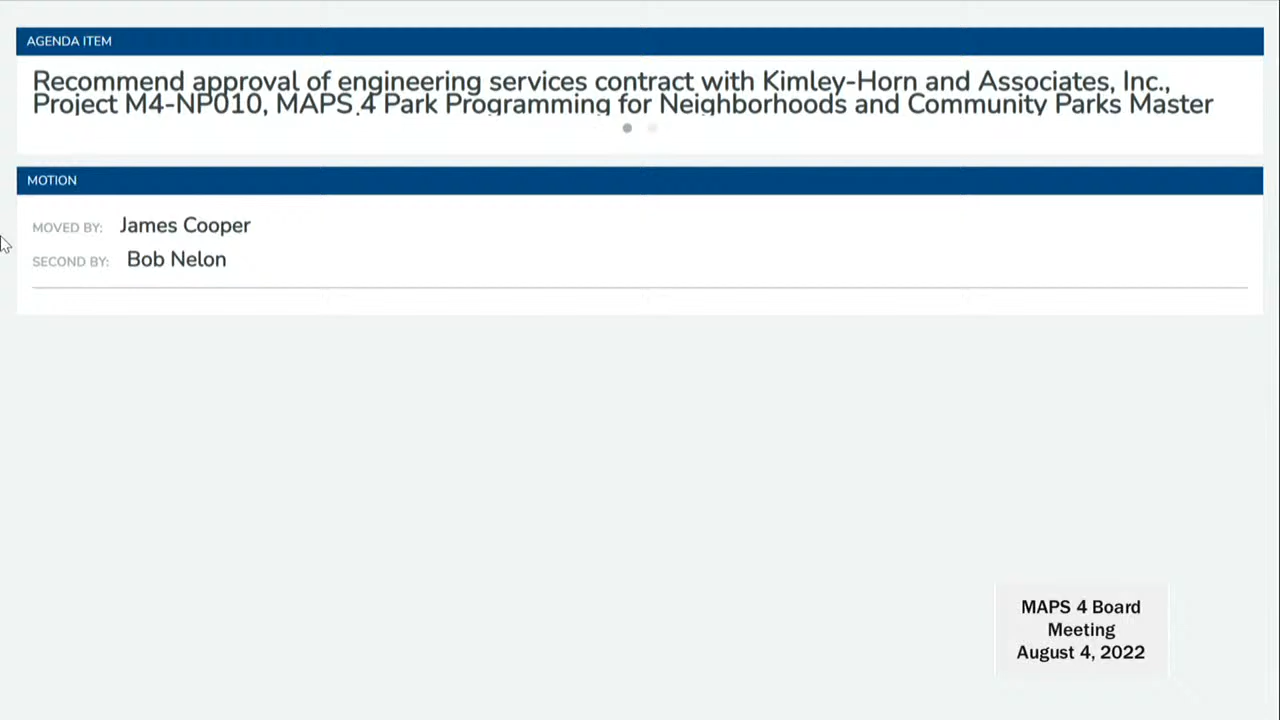 AGENDA ITEM
Recommend approval of engineering services contract with Kimley-Horn and Associates, Inc.,
Project M4-NP010, MAPS 4 Park Programming for Neighborhoods and Community Parks Master
MOTION
MOVED BY: James Cooper
SECOND BY: Bob Nelon
MAPS 4 Board
Meeting
August 4, 2022